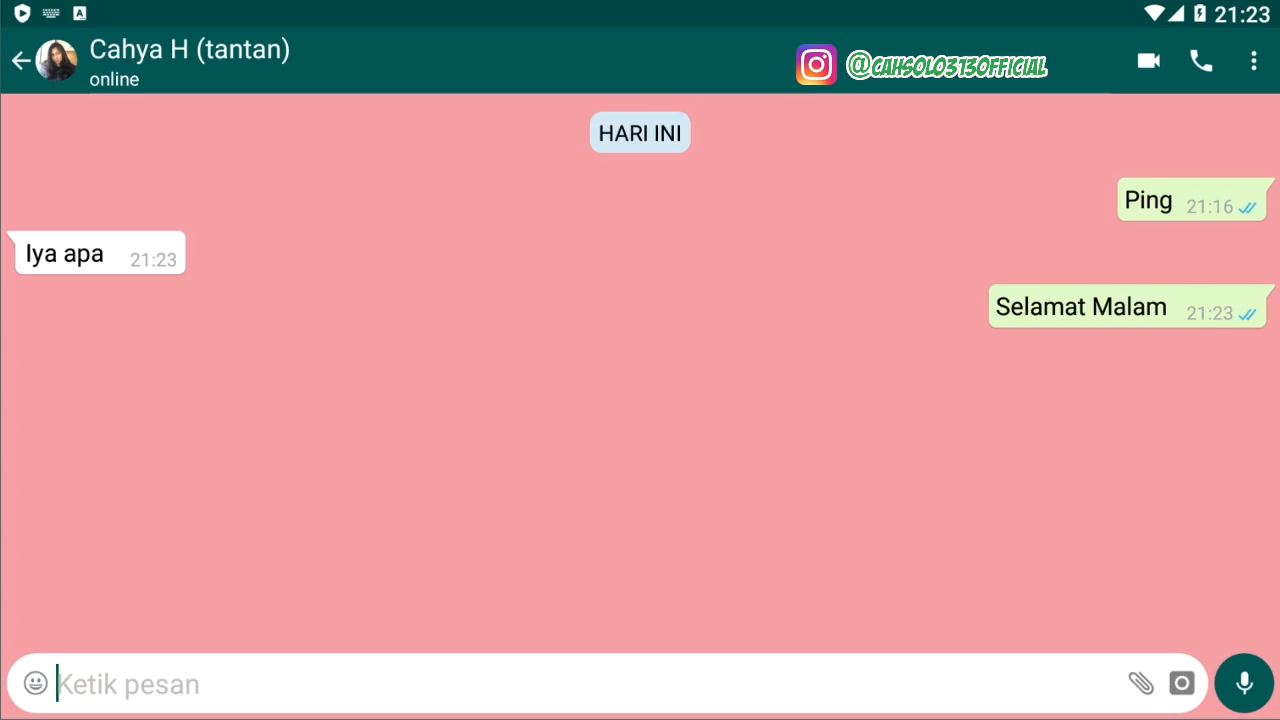 21:23
Cahya H (tantan)
online
@CAHSOLO313OFFICIAL
HARI INI
Ping 21:16
Iya apa 21:23
Selamat Malam 21:23
Ketik pesan